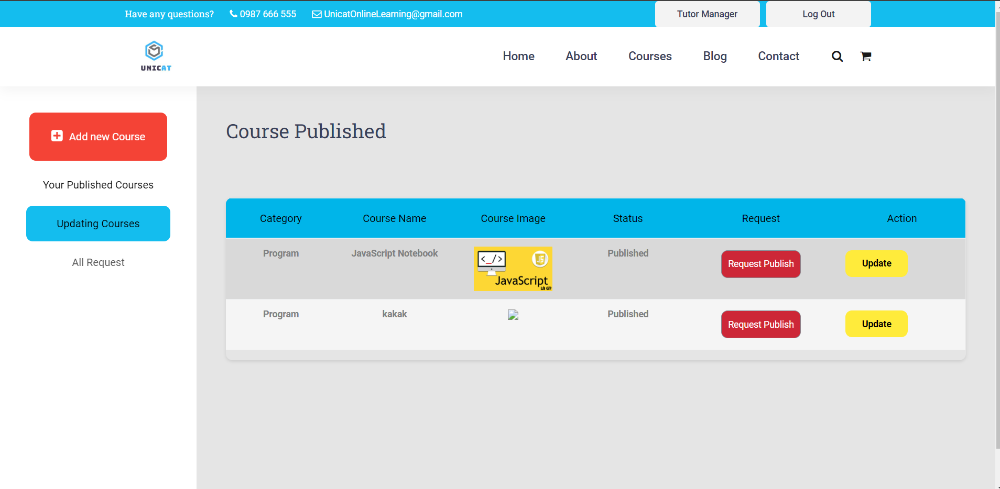 Have any questions? 0987 666 555 UnicatOnlineLearning@gmail.com Tutor Manager Log Out
UNICAT
Home About Courses Blog Contact
Add new Course
Your Published Courses
Updating Courses
All Request
Course Published
Category Course Name Course Image Status Request Action
Program JavaScript Notebook Published Request Publish Update
<_/> JS
JavaScript
LÀ GÌ?
Program kakak Published Request Publish Update